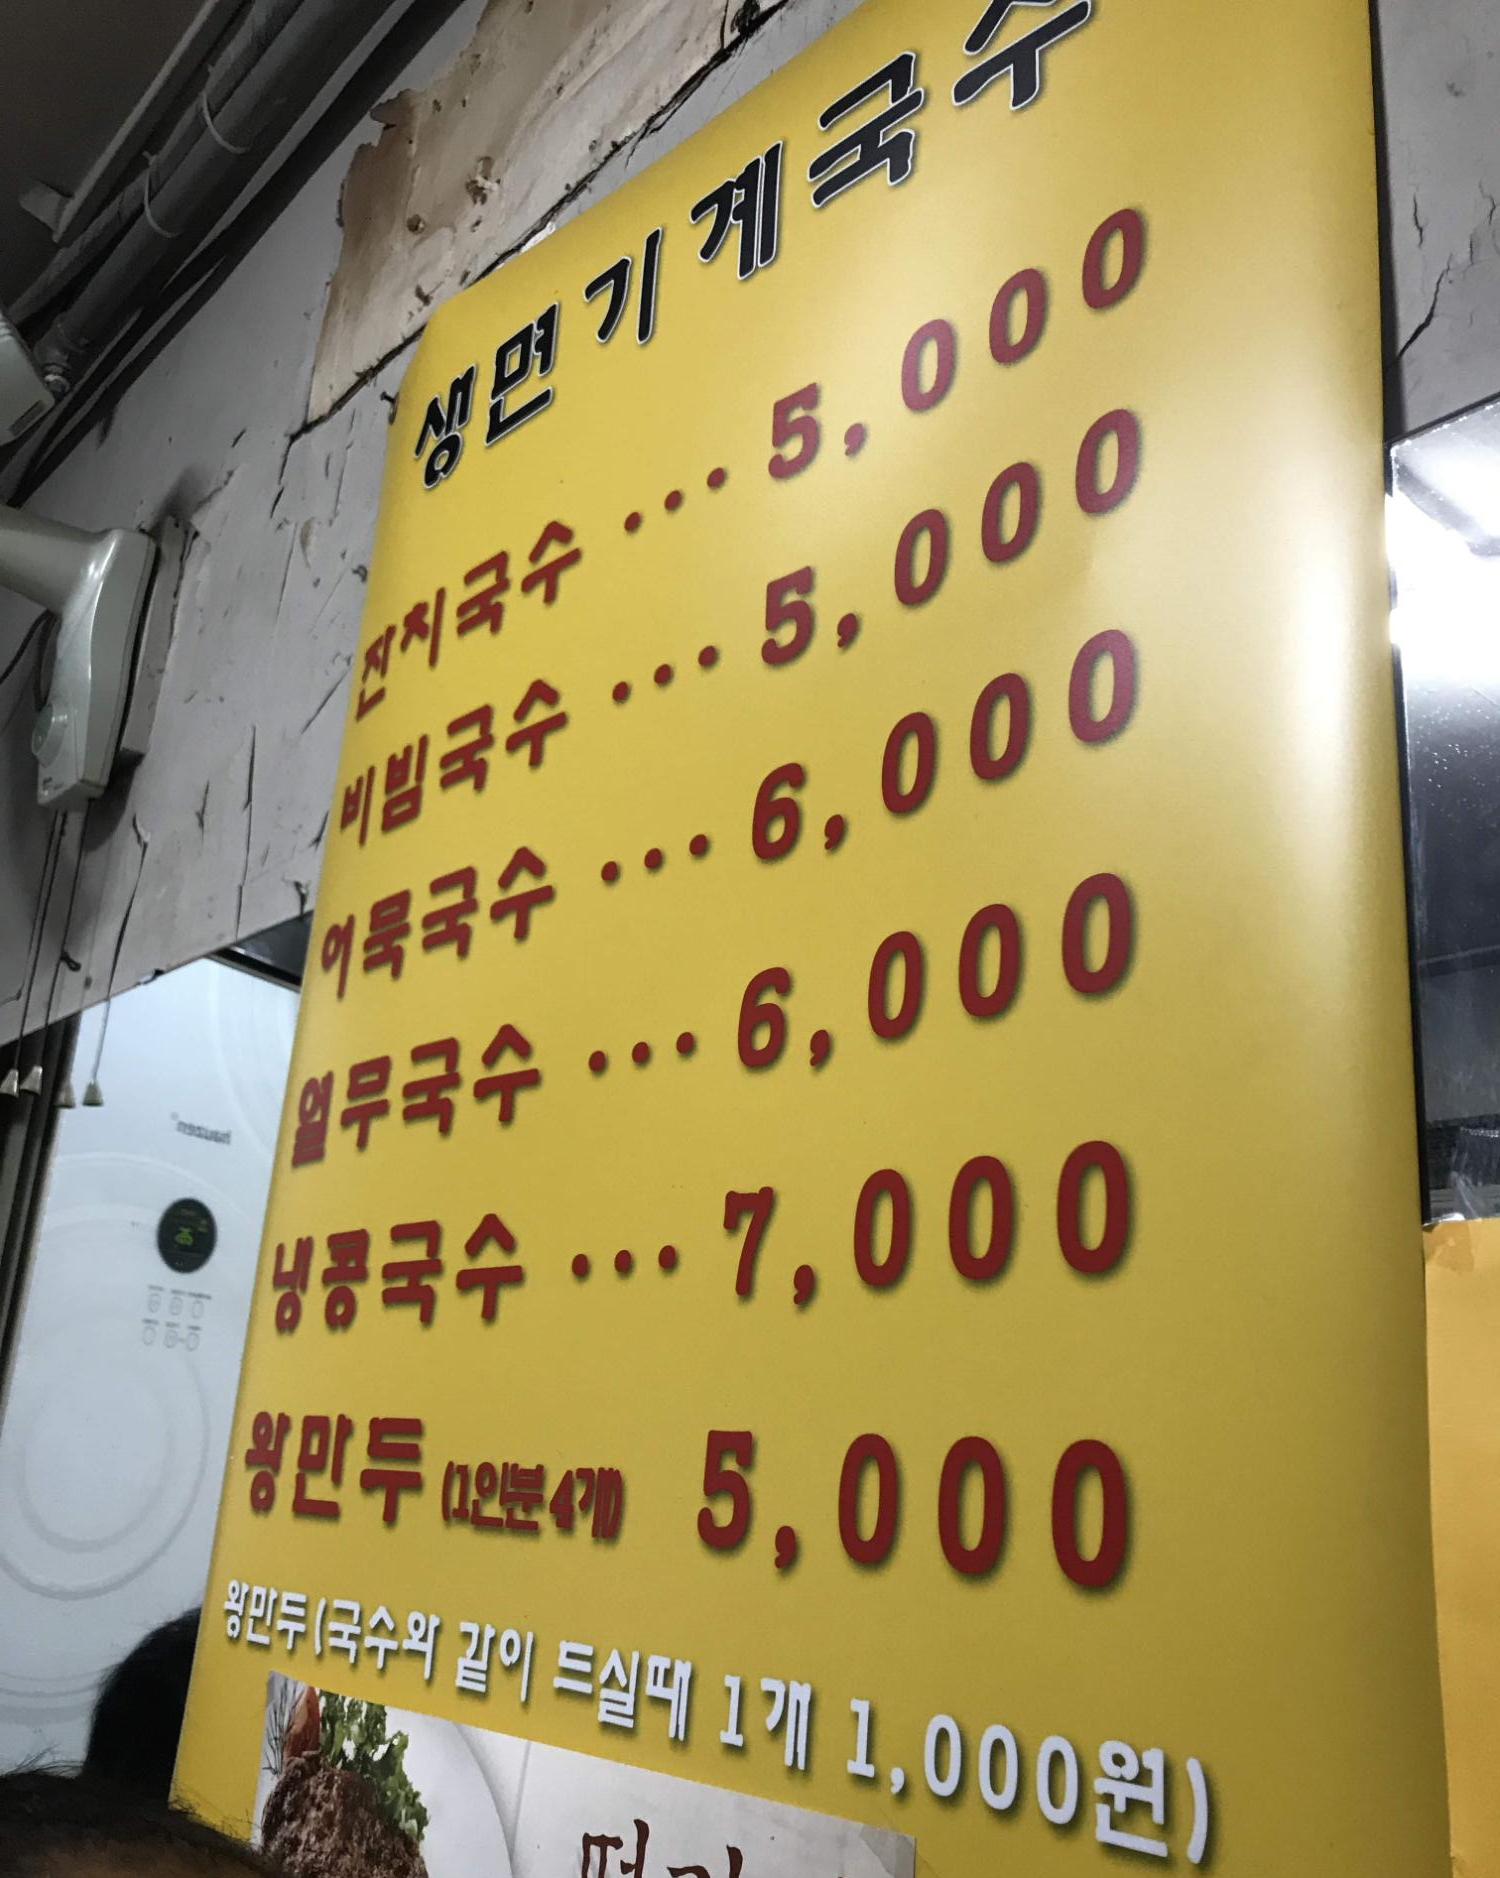 생면기계국수
잔치국수 ... 5,000
비빔국수 ... 5,000
어묵국수 ... 6,000
열무국수 ... 6,000
냉콩국수 ... 7,000
왕만두 (1인분 4개) 5,000
왕만두 (국수와 같이 드실때 1개 1,000원)